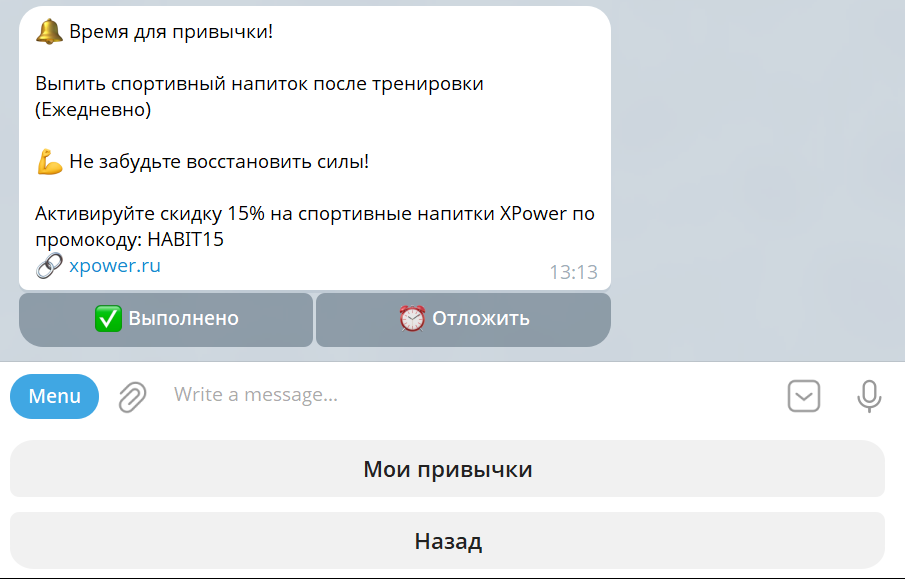 🔔 Время для привычки!
Выпить спортивный напиток после тренировки
(Ежедневно)
💪 Не забудьте восстановить силы!
Активируйте скидку 15% на спортивные напитки XPower по
промокоду: HABIT15
🔗 xpower.ru
13:13
✅ Выполнено
⏰ Отложить
Menu
Write a message...
Мои привычки
Назад